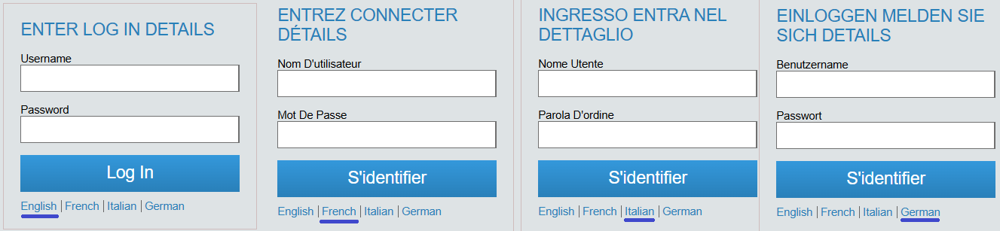 ENTER LOG IN DETAILS
Username
Password
Log In
English | French | Italian | German
ENTREZ CONNECTER
DÉTAILS
Nom D'utilisateur
Mot De Passe
S'identifier
English | French | Italian | German
INGRESSO ENTRA NEL
DETTAGLIO
Nome Utente
Parola D'ordine
S'identifier
English | French | Italian | German
EINLOGGEN MELDEN SIE
SICH DETAILS
Benutzername
Passwort
S'identifier
English | French | Italian | German